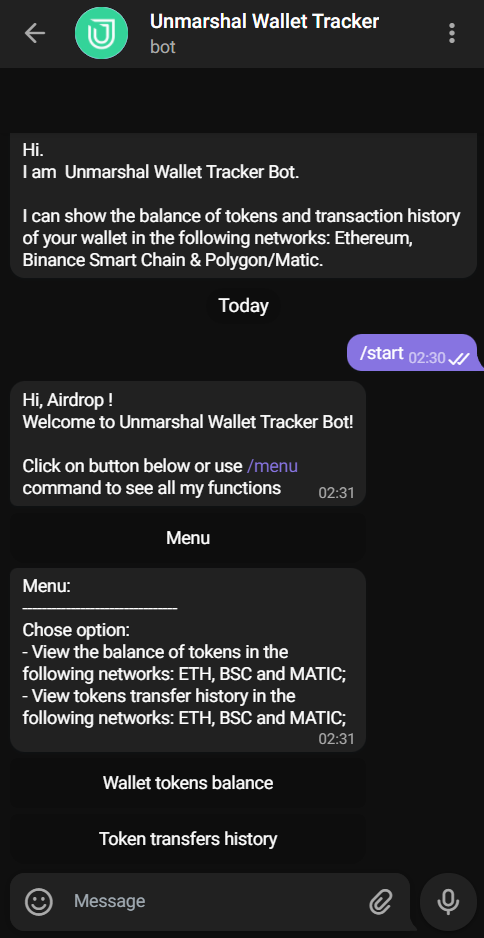 Unmarshal Wallet Tracker
bot
Hi.
I am  Unmarshal Wallet Tracker Bot.
I can show the balance of tokens and transaction history
of your wallet in the following networks: Ethereum,
Binance Smart Chain & Polygon/Matic.
Today
/start 02:30
Hi, Airdrop !
Welcome to Unmarshal Wallet Tracker Bot!
Click on button below or use /menu
command to see all my functions 02:31
Menu
Menu:
--------------------------------
Chose option:
- View the balance of tokens in the
following networks: ETH, BSC and MATIC;
- View tokens transfer history in the
following networks: ETH, BSC and MATIC;
02:31
Wallet tokens balance
Token transfers history
Message